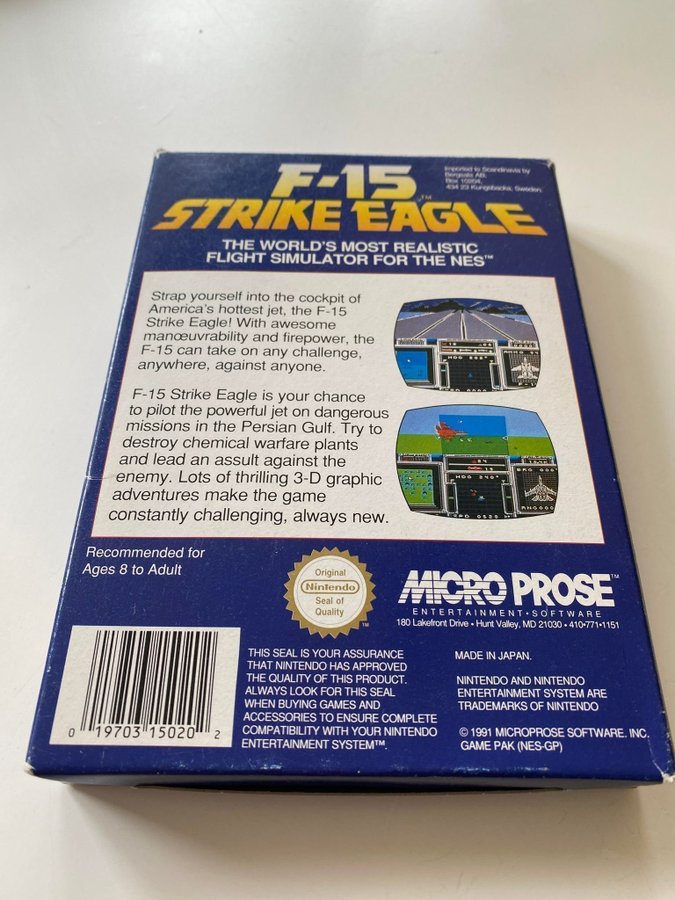 F-15
STRIKE EAGLE™
Imported to Scandinavia by
Bergsala AB,
Box 10204,
434 23 Kungsbacka, Sweden.
THE WORLD'S MOST REALISTIC
FLIGHT SIMULATOR FOR THE NES™
Strap yourself into the cockpit of
America's hottest jet, the F-15
Strike Eagle! With awesome
manœuvrability and firepower, the
F-15 can take on any challenge,
anywhere, against anyone.
F-15 Strike Eagle is your chance
to pilot the powerful jet on dangerous
missions in the Persian Gulf. Try to
destroy chemical warfare plants
and lead an assult against the
enemy. Lots of thrilling 3-D graphic
adventures make the game
constantly challenging, always new.
Recommended for
Ages 8 to Adult
Original
Nintendo
Seal of
Quality
™
MICRO PROSE™
ENTERTAINMENT • SOFTWARE
180 Lakefront Drive • Hunt Valley, MD 21030 • 410•771•1151
THIS SEAL IS YOUR ASSURANCE
THAT NINTENDO HAS APPROVED
THE QUALITY OF THIS PRODUCT.
ALWAYS LOOK FOR THIS SEAL
WHEN BUYING GAMES AND
ACCESSORIES TO ENSURE COMPLETE
COMPATIBILITY WITH YOUR NINTENDO
ENTERTAINMENT SYSTEM™.
MADE IN JAPAN.
NINTENDO AND NINTENDO
ENTERTAINMENT SYSTEM ARE
TRADEMARKS OF NINTENDO
© 1991 MICROPROSE SOFTWARE. INC.
GAME PAK (NES-GP)
0 19703 15020 2